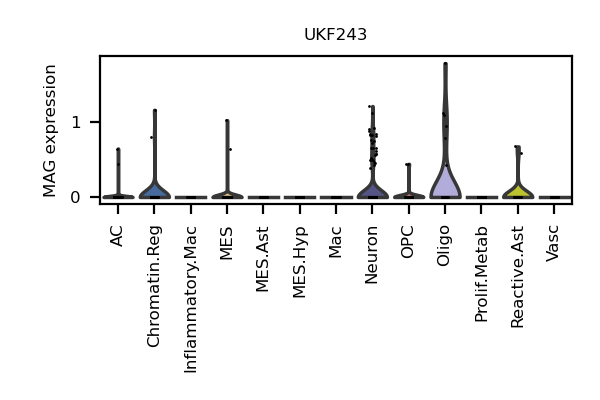 UKF243
MAG expression
1
0
AC
Chromatin.Reg
Inflammatory.Mac
MES
MES.Ast
MES.Hyp
Mac
Neuron
OPC
Oligo
Prolif.Metab
Reactive.Ast
Vasc